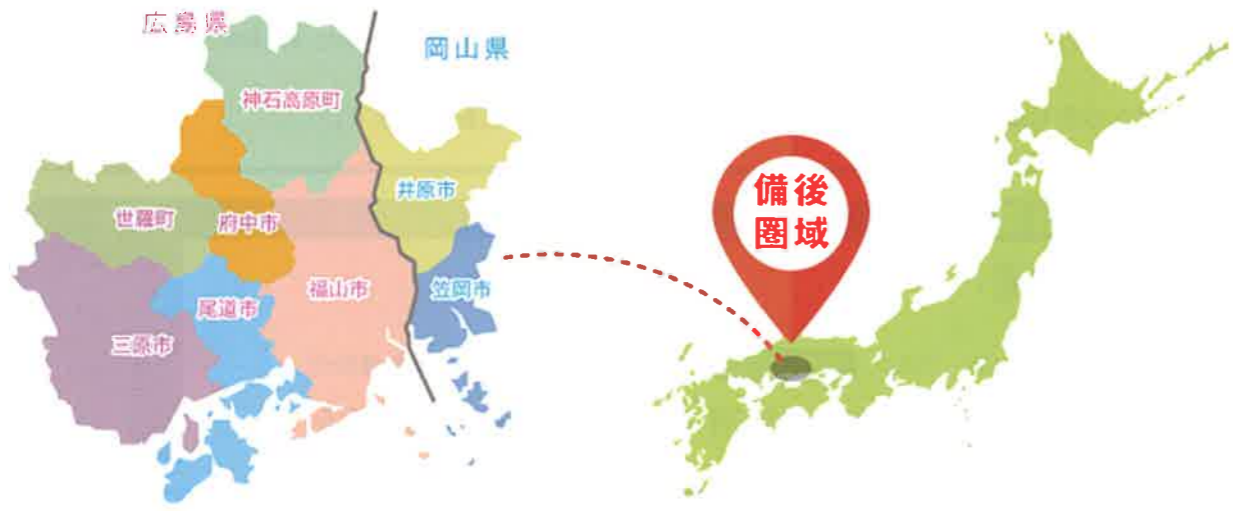 広島県
岡山県
神石高原町
井原市
世羅町
府中市
福山市
笠岡市
尾道市
三原市
備後
圏域